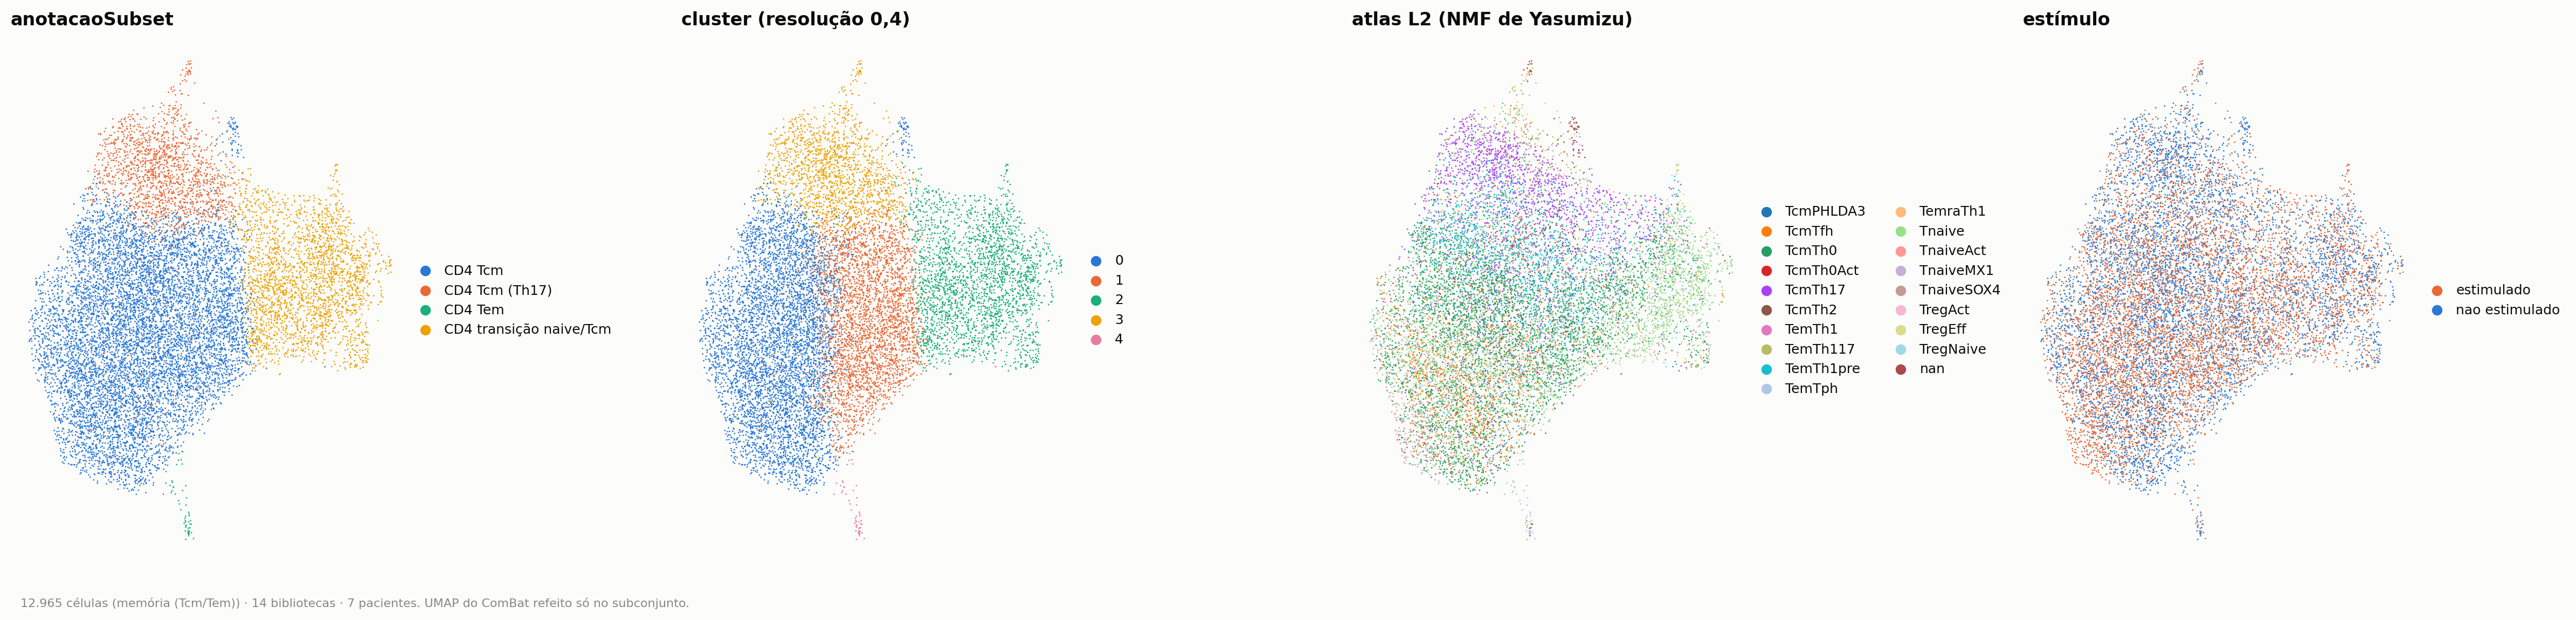 anotacaoSubset
CD4 Tcm
CD4 Tcm (Th17)
CD4 Tem
CD4 transição naive/Tcm
cluster (resolução 0,4)
0
1
2
3
4
atlas L2 (NMF de Yasumizu)
TcmPHLDA3
TcmTfh
TcmTh0
TcmTh0Act
TcmTh17
TcmTh2
TemTh1
TemTh117
TemTh1pre
TemTph
TemraTh1
Tnaive
TnaiveAct
TnaiveMX1
TnaiveSOX4
TregAct
TregEff
TregNaive
nan
estímulo
estimulado
nao estimulado
12.965 células (memória (Tcm/Tem)) · 14 bibliotecas · 7 pacientes. UMAP do ComBat refeito só no subconjunto.